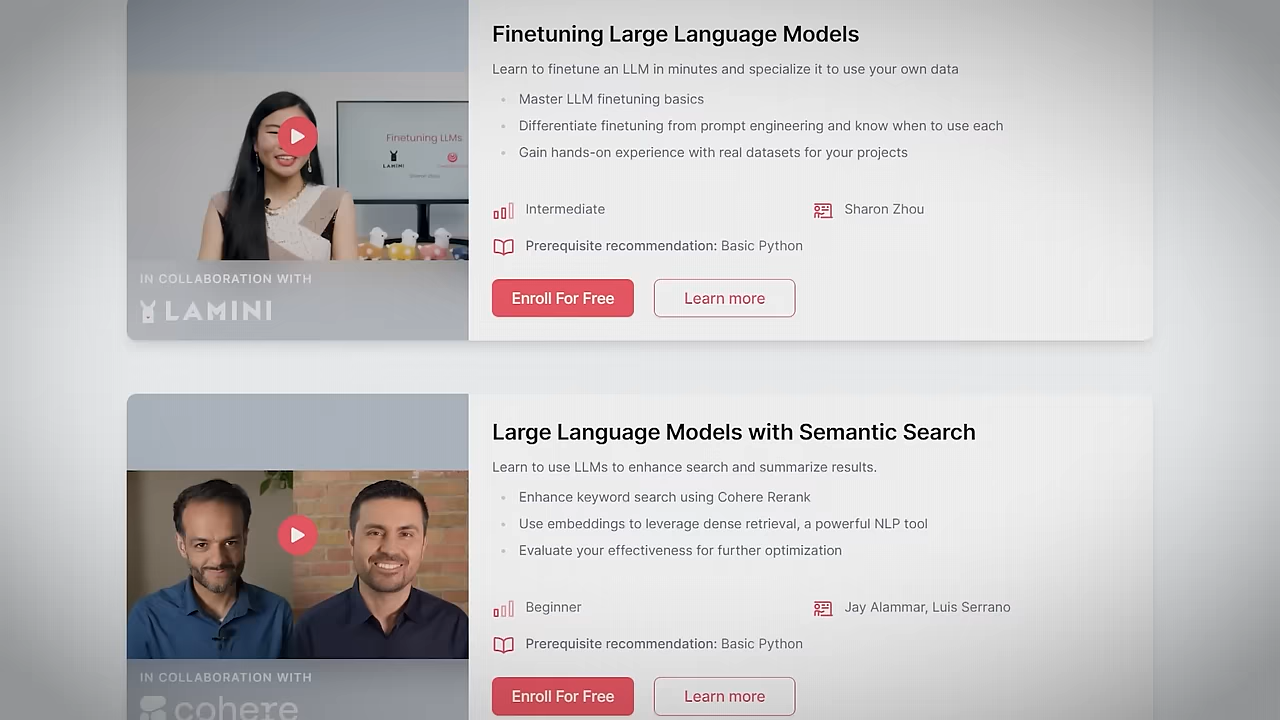 Finetuning Large Language Models
Learn to finetune an LLM in minutes and specialize it to use your own data
Master LLM finetuning basics
Differentiate finetuning from prompt engineering and know when to use each
Gain hands-on experience with real datasets for your projects
Finetuning LLMs
LAMINI
Intermediate
Sharon Zhou
Prerequisite recommendation: Basic Python
IN COLLABORATION WITH
LAMINI
Enroll For Free
Learn more
Large Language Models with Semantic Search
Learn to use LLMs to enhance search and summarize results.
Enhance keyword search using Cohere Rerank
Use embeddings to leverage dense retrieval, a powerful NLP tool
Evaluate your effectiveness for further optimization
Beginner
Jay Alammar, Luis Serrano
Prerequisite recommendation: Basic Python
IN COLLABORATION WITH
cohere
Enroll For Free
Learn more